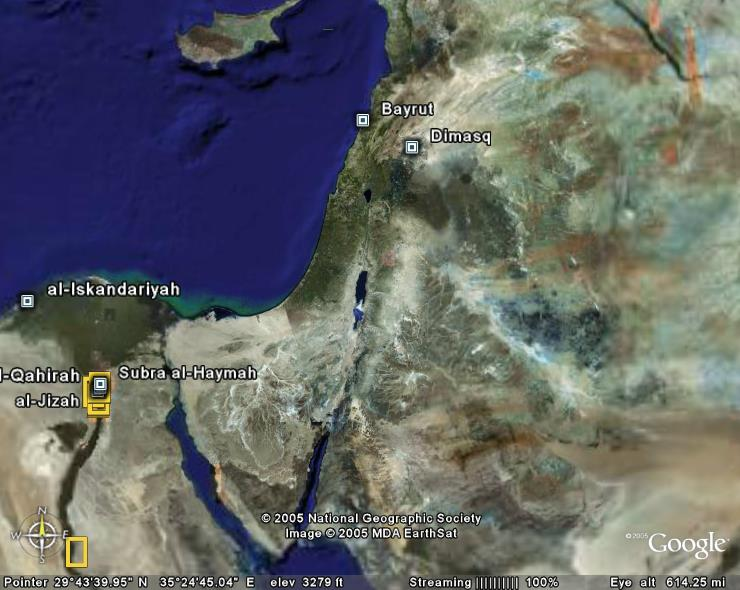 Bayrut
Dimasq
al-Iskandariyah
l-Qahirah
Subra al-Haymah
al-Jizah
N
W E
S
© 2005 National Geographic Society
Image © 2005 MDA EarthSat
© 2005 Google
Pointer 29°43'39.95" N 35°24'45.04" E elev 3279 ft Streaming ||||||||| 100% Eye alt 614.25 mi